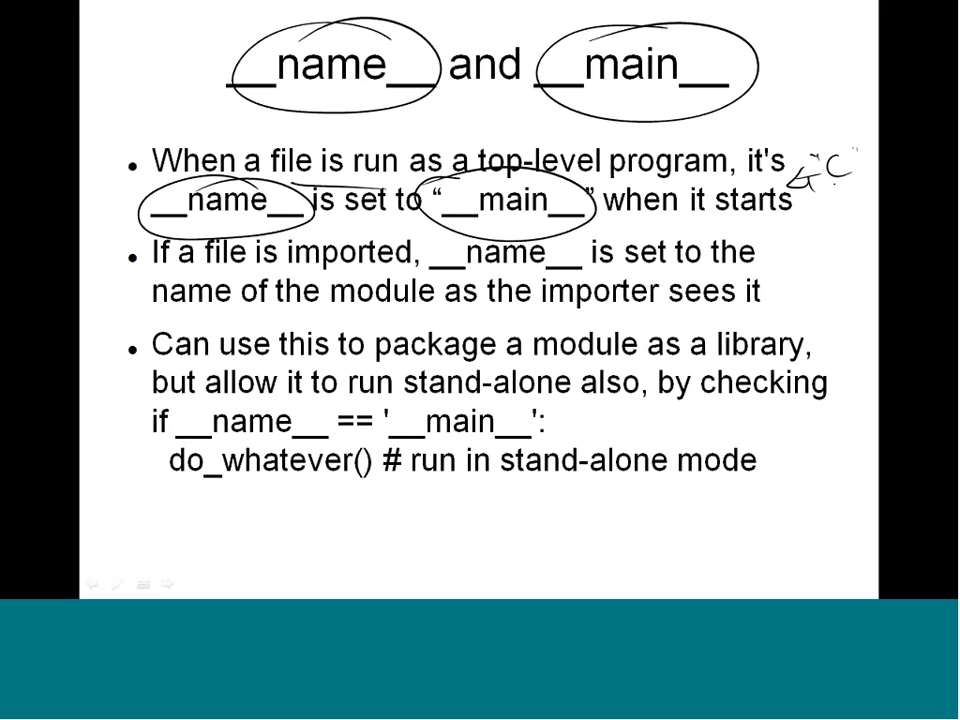 __name__ and __main__
• When a file is run as a top-level program, it's
__name__ is set to “__main__” when it starts
• If a file is imported, __name__ is set to the
name of the module as the importer sees it
• Can use this to package a module as a library,
but allow it to run stand-alone also, by checking
if __name__ == '__main__':
do_whatever() # run in stand-alone mode